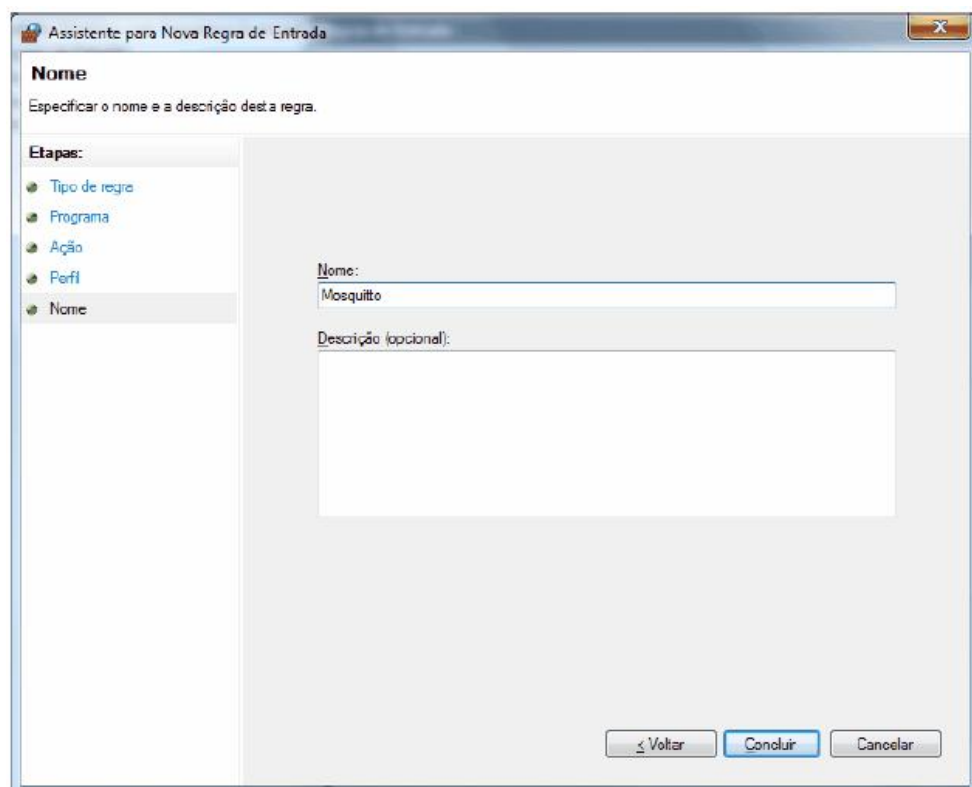 Assistente para Nova Regra de Entrada
Nome
Especificar o nome e a descrição desta regra.
Etapas:
Tipo de regra
Programa
Ação
Perfil
Nome
Nome:
Mosquitto
Descrição (opcional):
< Voltar
Concluir
Cancelar